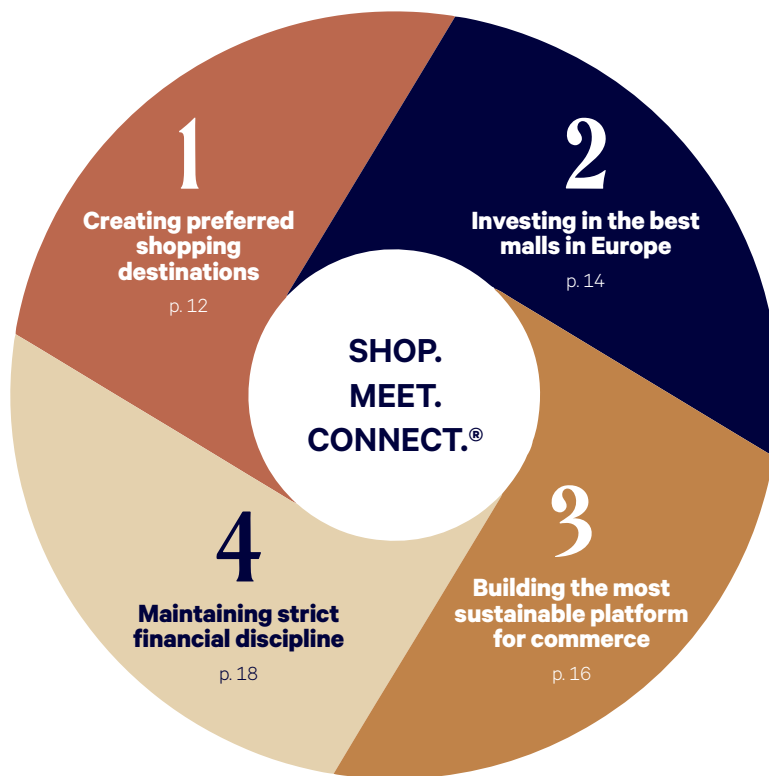 1
Creating preferred
shopping
destinations
p. 12
2
Investing in the best
malls in Europe
p. 14
SHOP.
MEET.
CONNECT.®
3
Building the most
sustainable platform
for commerce
p. 16
4
Maintaining strict
financial discipline
p. 18